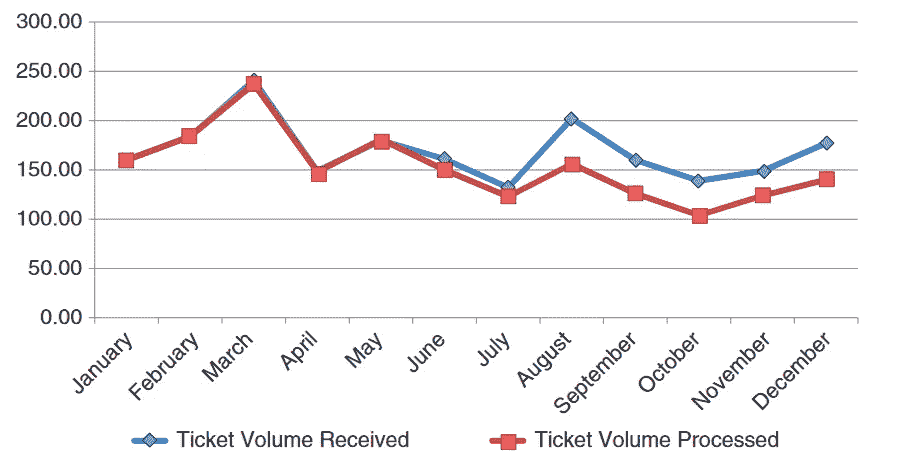 300.00
250.00
200.00
150.00
100.00
50.00
0.00
January
February
March
April
May
June
July
August
September
October
November
December
Ticket Volume Received
Ticket Volume Processed